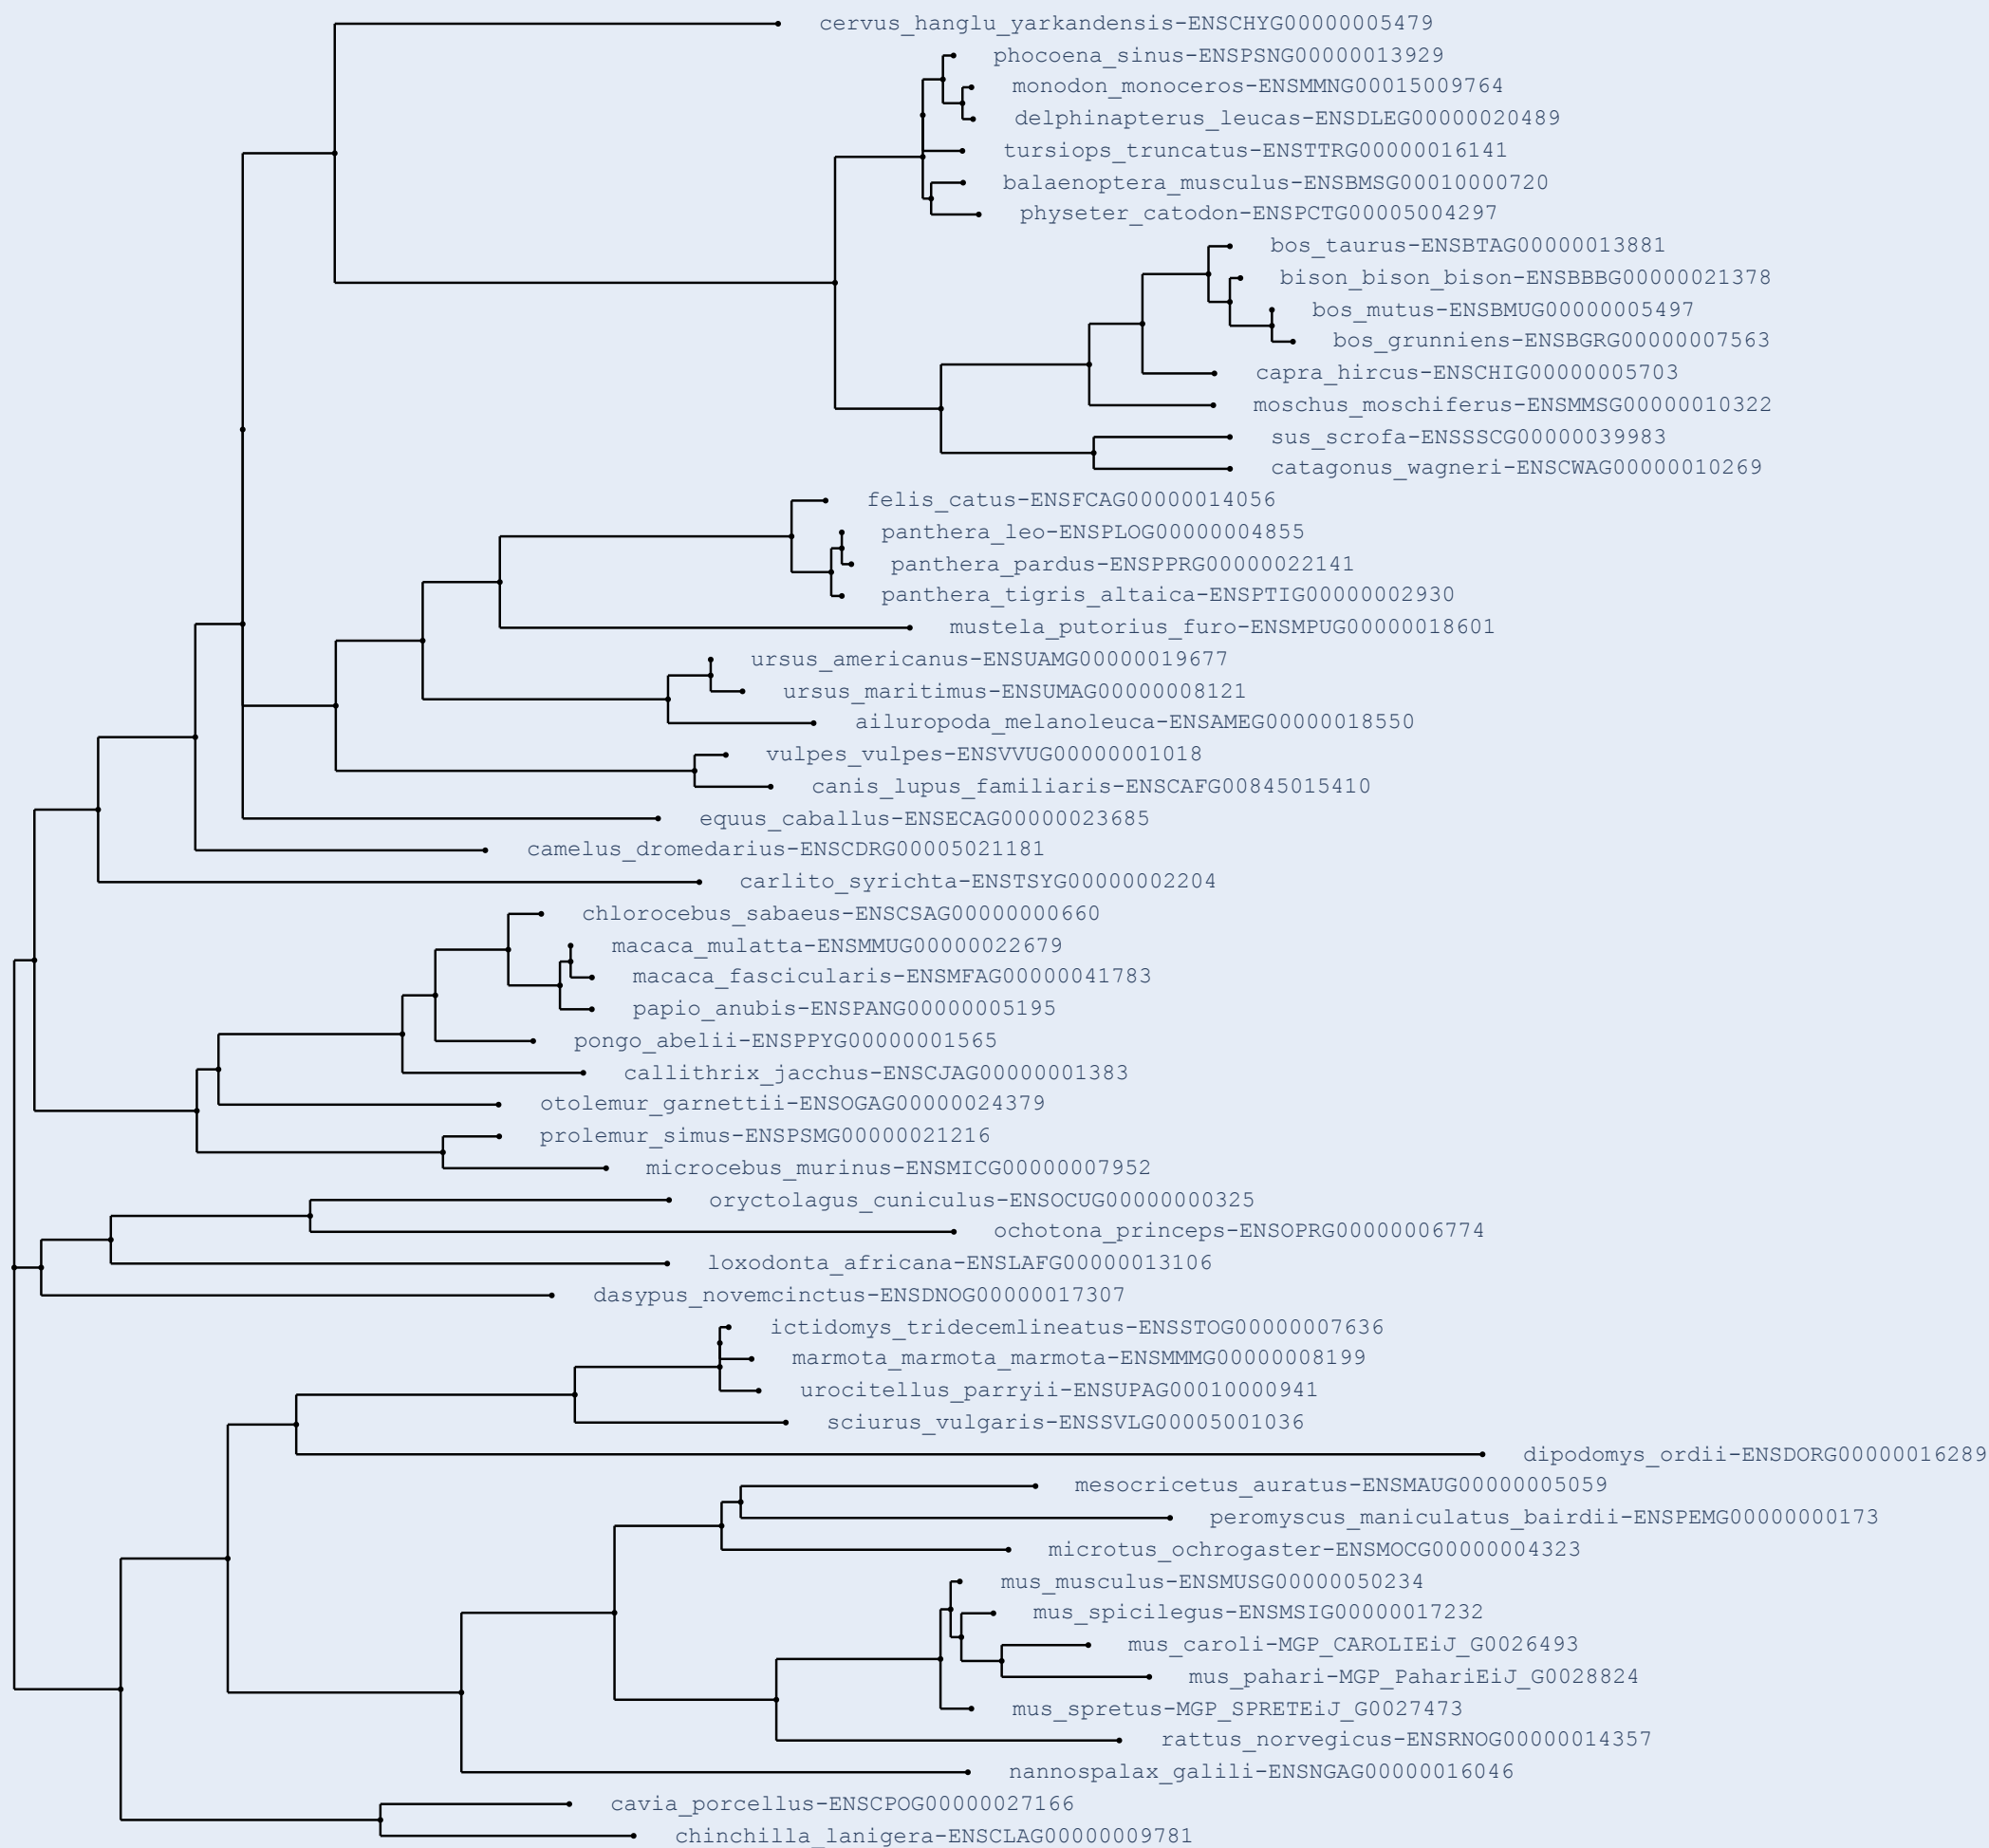 cervus_hanglu_yarkandensis-ENSCHYG00000005479
phocoena_sinus-ENSPSNG00000013929
monodon_monoceros-ENSMMNG00015009764
delphinapterus_leucas-ENSDLEG00000020489
tursiops_truncatus-ENSTTRG00000016141
balaenoptera_musculus-ENSBMSG00010000720
physeter_catodon-ENSPCTG00005004297
bos_taurus-ENSBTAG00000013881
bison_bison_bison-ENSBBBG00000021378
bos_mutus-ENSBMUG00000005497
bos_grunniens-ENSBGRG00000007563
capra_hircus-ENSCHIG00000005703
moschus_moschiferus-ENSMMSG00000010322
sus_scrofa-ENSSSCG00000039983
catagonus_wagneri-ENSCWAG00000010269
felis_catus-ENSFCAG00000014056
panthera_leo-ENSPLOG00000004855
panthera_pardus-ENSPPRG00000022141
panthera_tigris_altaica-ENSPTIG00000002930
mustela_putorius_furo-ENSMPUG00000018601
ursus_americanus-ENSUAMG00000019677
ursus_maritimus-ENSUMAG00000008121
ailuropoda_melanoleuca-ENSAMEG00000018550
vulpes_vulpes-ENSVVUG00000001018
canis_lupus_familiaris-ENSCAFG00845015410
equus_caballus-ENSECAG00000023685
camelus_dromedarius-ENSCDRG00005021181
carlito_syrichta-ENSTSYG00000002204
chlorocebus_sabaeus-ENSCSAG00000000660
macaca_mulatta-ENSMMUG00000022679
macaca_fascicularis-ENSMFAG00000041783
papio_anubis-ENSPANG00000005195
pongo_abelii-ENSPPYG00000001565
callithrix_jacchus-ENSCJAG00000001383
otolemur_garnettii-ENSOGAG00000024379
prolemur_simus-ENSPSMG00000021216
microcebus_murinus-ENSMICG00000007952
oryctolagus_cuniculus-ENSOCUG00000000325
ochotona_princeps-ENSOPRG00000006774
loxodonta_africana-ENSLAFG00000013106
dasypus_novemcinctus-ENSDNOG00000017307
ictidomys_tridecemlineatus-ENSSTOG00000007636
marmota_marmota_marmota-ENSMMMG00000008199
urocitellus_parryii-ENSUPAG00010000941
sciurus_vulgaris-ENSSVLG00005001036
dipodomys_ordii-ENSDORG00000016289
mesocricetus_auratus-ENSMAUG00000005059
peromyscus_maniculatus_bairdii-ENSPEMG00000000173
microtus_ochrogaster-ENSMOCG00000004323
mus_musculus-ENSMUSG00000050234
mus_spicilegus-ENSMSIG00000017232
mus_caroli-MGP_CAROLIEiJ_G0026493
mus_pahari-MGP_PahariEiJ_G0028824
mus_spretus-MGP_SPRETEiJ_G0027473
rattus_norvegicus-ENSRNOG00000014357
nannospalax_galili-ENSNGAG00000016046
cavia_porcellus-ENSCPOG00000027166
chinchilla_lanigera-ENSCLAG00000009781